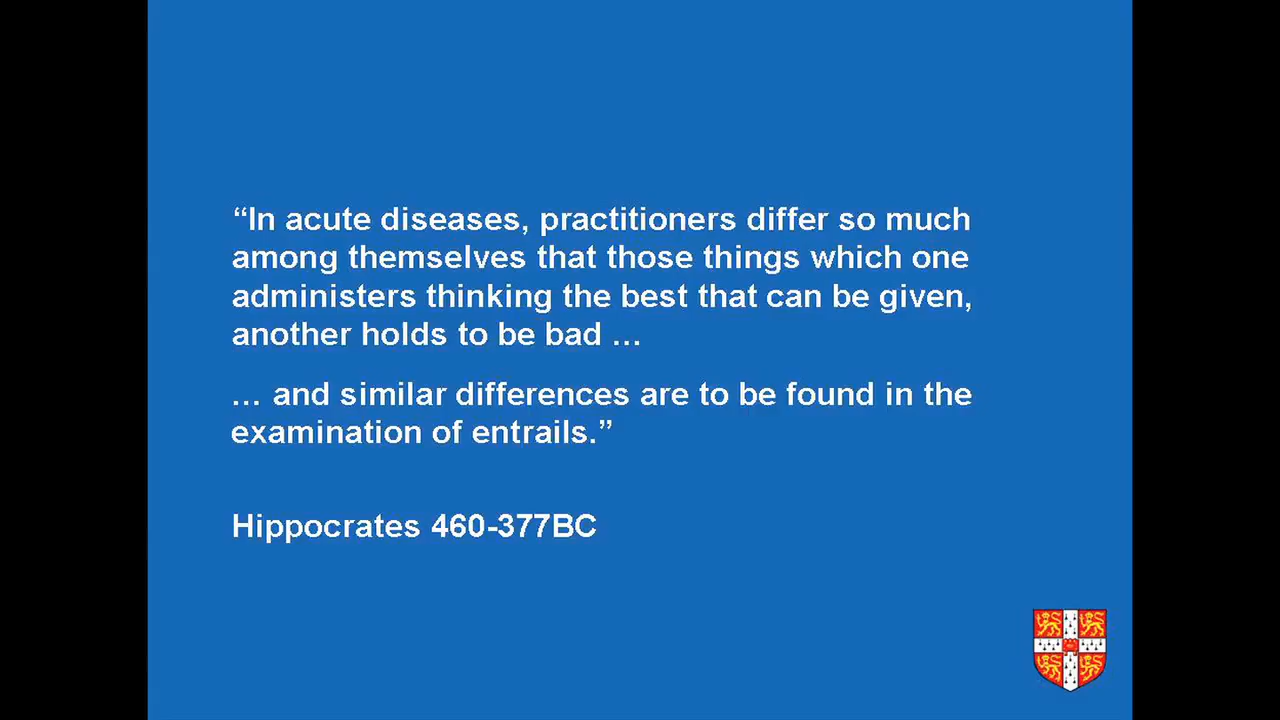 “In acute diseases, practitioners differ so much
among themselves that those things which one
administers thinking the best that can be given,
another holds to be bad …
… and similar differences are to be found in the
examination of entrails.”
Hippocrates 460-377BC